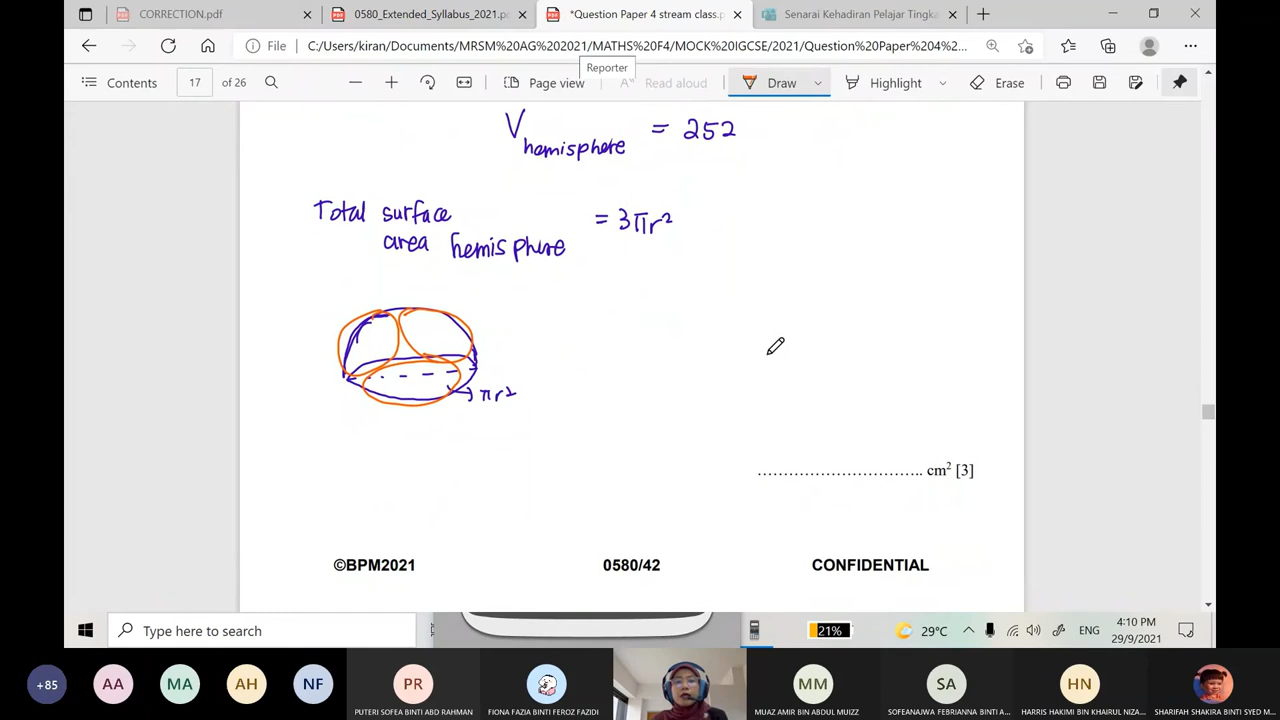 CORRECTION.pdf
0580_Extended_Syllabus_2021.pdf
*Question Paper 4 stream class.p
Senarai Kehadiran Pelajar Tingka
File
C:/Users/kiran/Documents/MRSM%20AG%202021/MATHS%20F4/MOCK%20IGCSE/2021/Question%20Paper%204%2...
Reporter
Contents
17
of 26
Page view
Read aloud
Draw
Highlight
Erase
V hemisphere = 252
Total surface area hemisphere = 3πr²
πr²
…………………………….. cm² [3]
©BPM2021
0580/42
CONFIDENTIAL
Type here to search
21%
29°C
ENG
4:10 PM
29/9/2021
+85
AA
MA
AH
NF
PR
PUTERI SOFEA BINTI ABD RAHMAN
FIONA FAZIA BINTI FEROZ FAZIDI
MM
MUAZ AMIR BIN ABDUL MUIZZ
SA
SOFEANAJWA FEBRIANNA BINTI A...
HN
HARRIS HAKIMI BIN KHAIRUL NIZA...
SHARIFAH SHAKIRA BINTI SYED M...